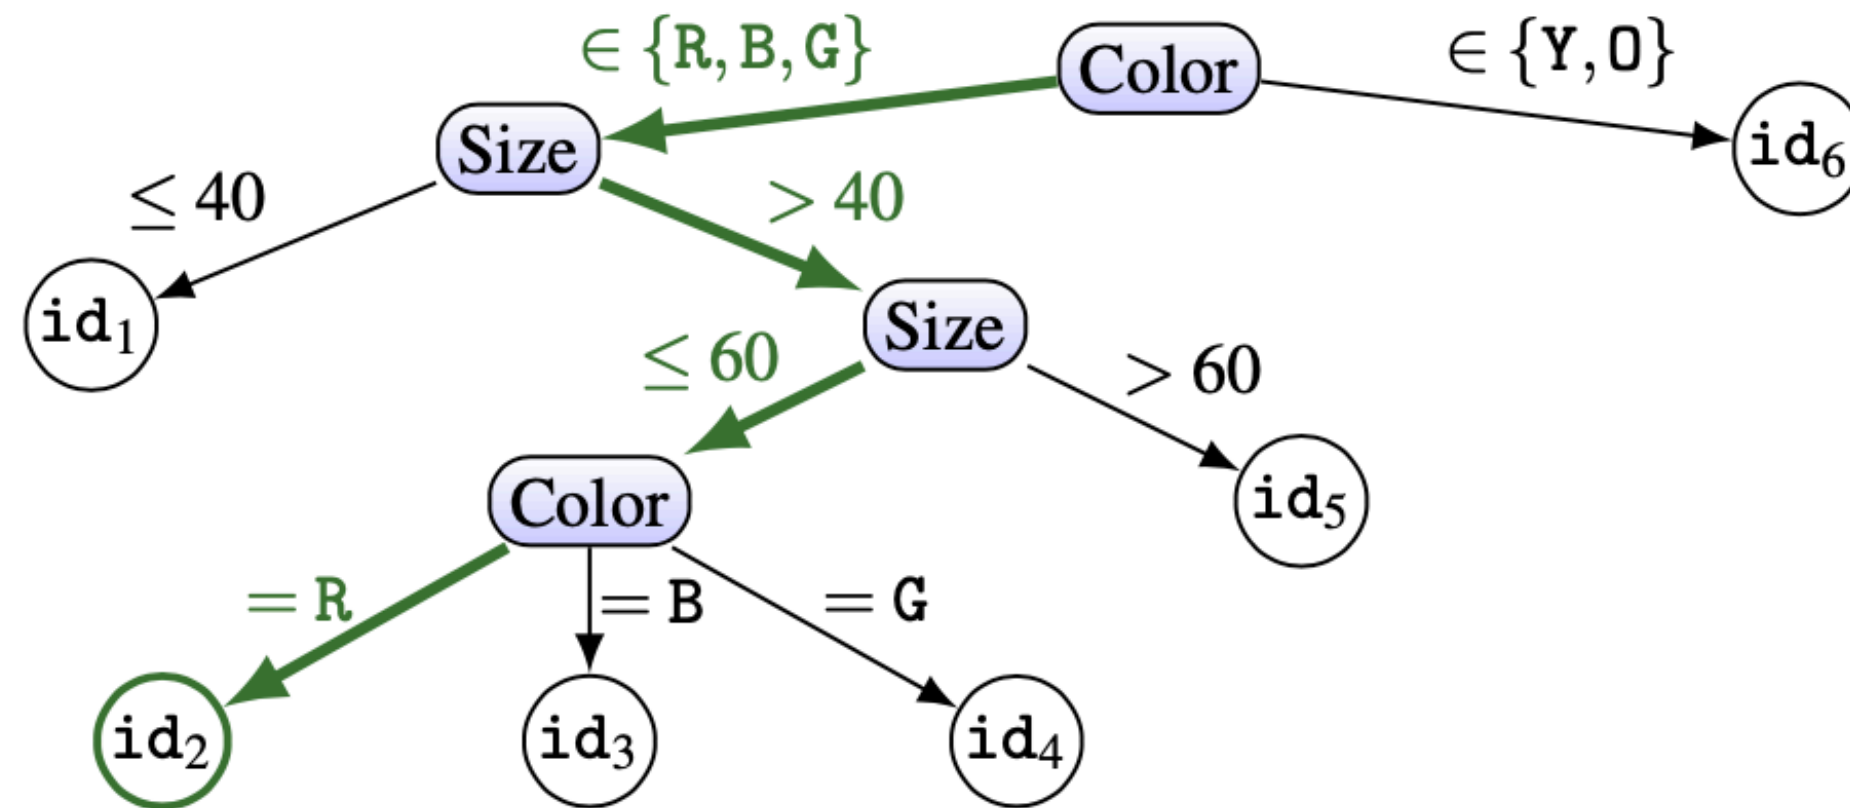 ∈ {R, B, G}
Color
∈ {Y, O}
Size
id6
≤ 40
> 40
id1
Size
≤ 60
> 60
Color
id5
= R
= B
= G
id2
id3
id4